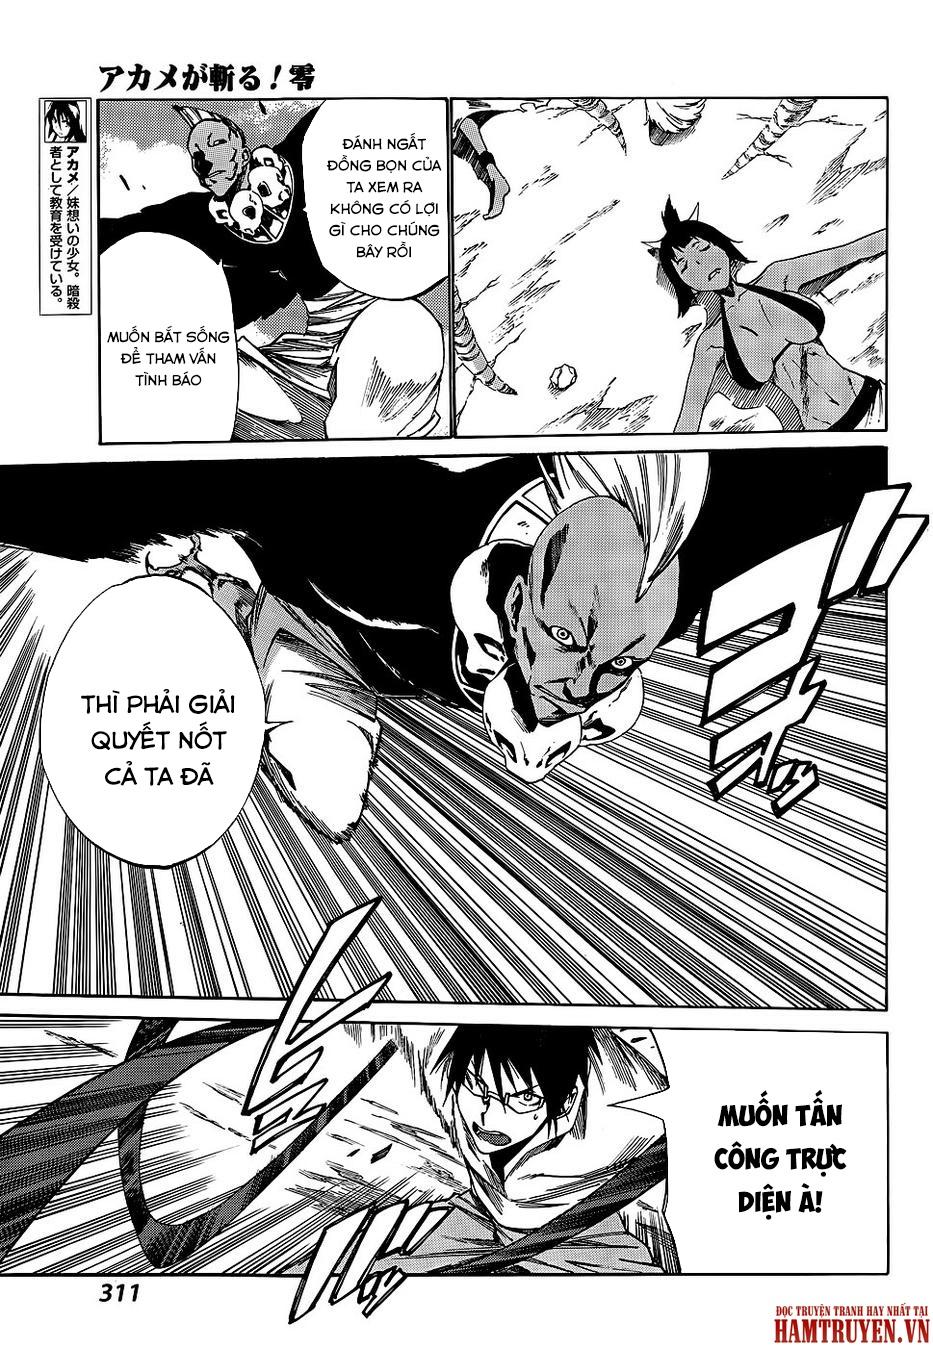 アカメが斬る！零
アカメ／妹想いの少女。暗殺
者として教育を受けている。
ĐÁNH NGẤT
ĐỒNG BỌN CỦA
TA XEM RA
KHÔNG CÓ LỢI
GÌ CHO CHÚNG
BÂY RỒI
MUỐN BẮT SỐNG
ĐỂ THAM VẤN
TÌNH BÁO
THÌ PHẢI GIẢI
QUYẾT NỐT
CẢ TA ĐÃ
MUỐN TẤN
CÔNG TRỰC
DIỆN À!
311
ĐỌC TRUYỆN TRANH HAY NHẤT TẠI
HAMTRUYEN.VN